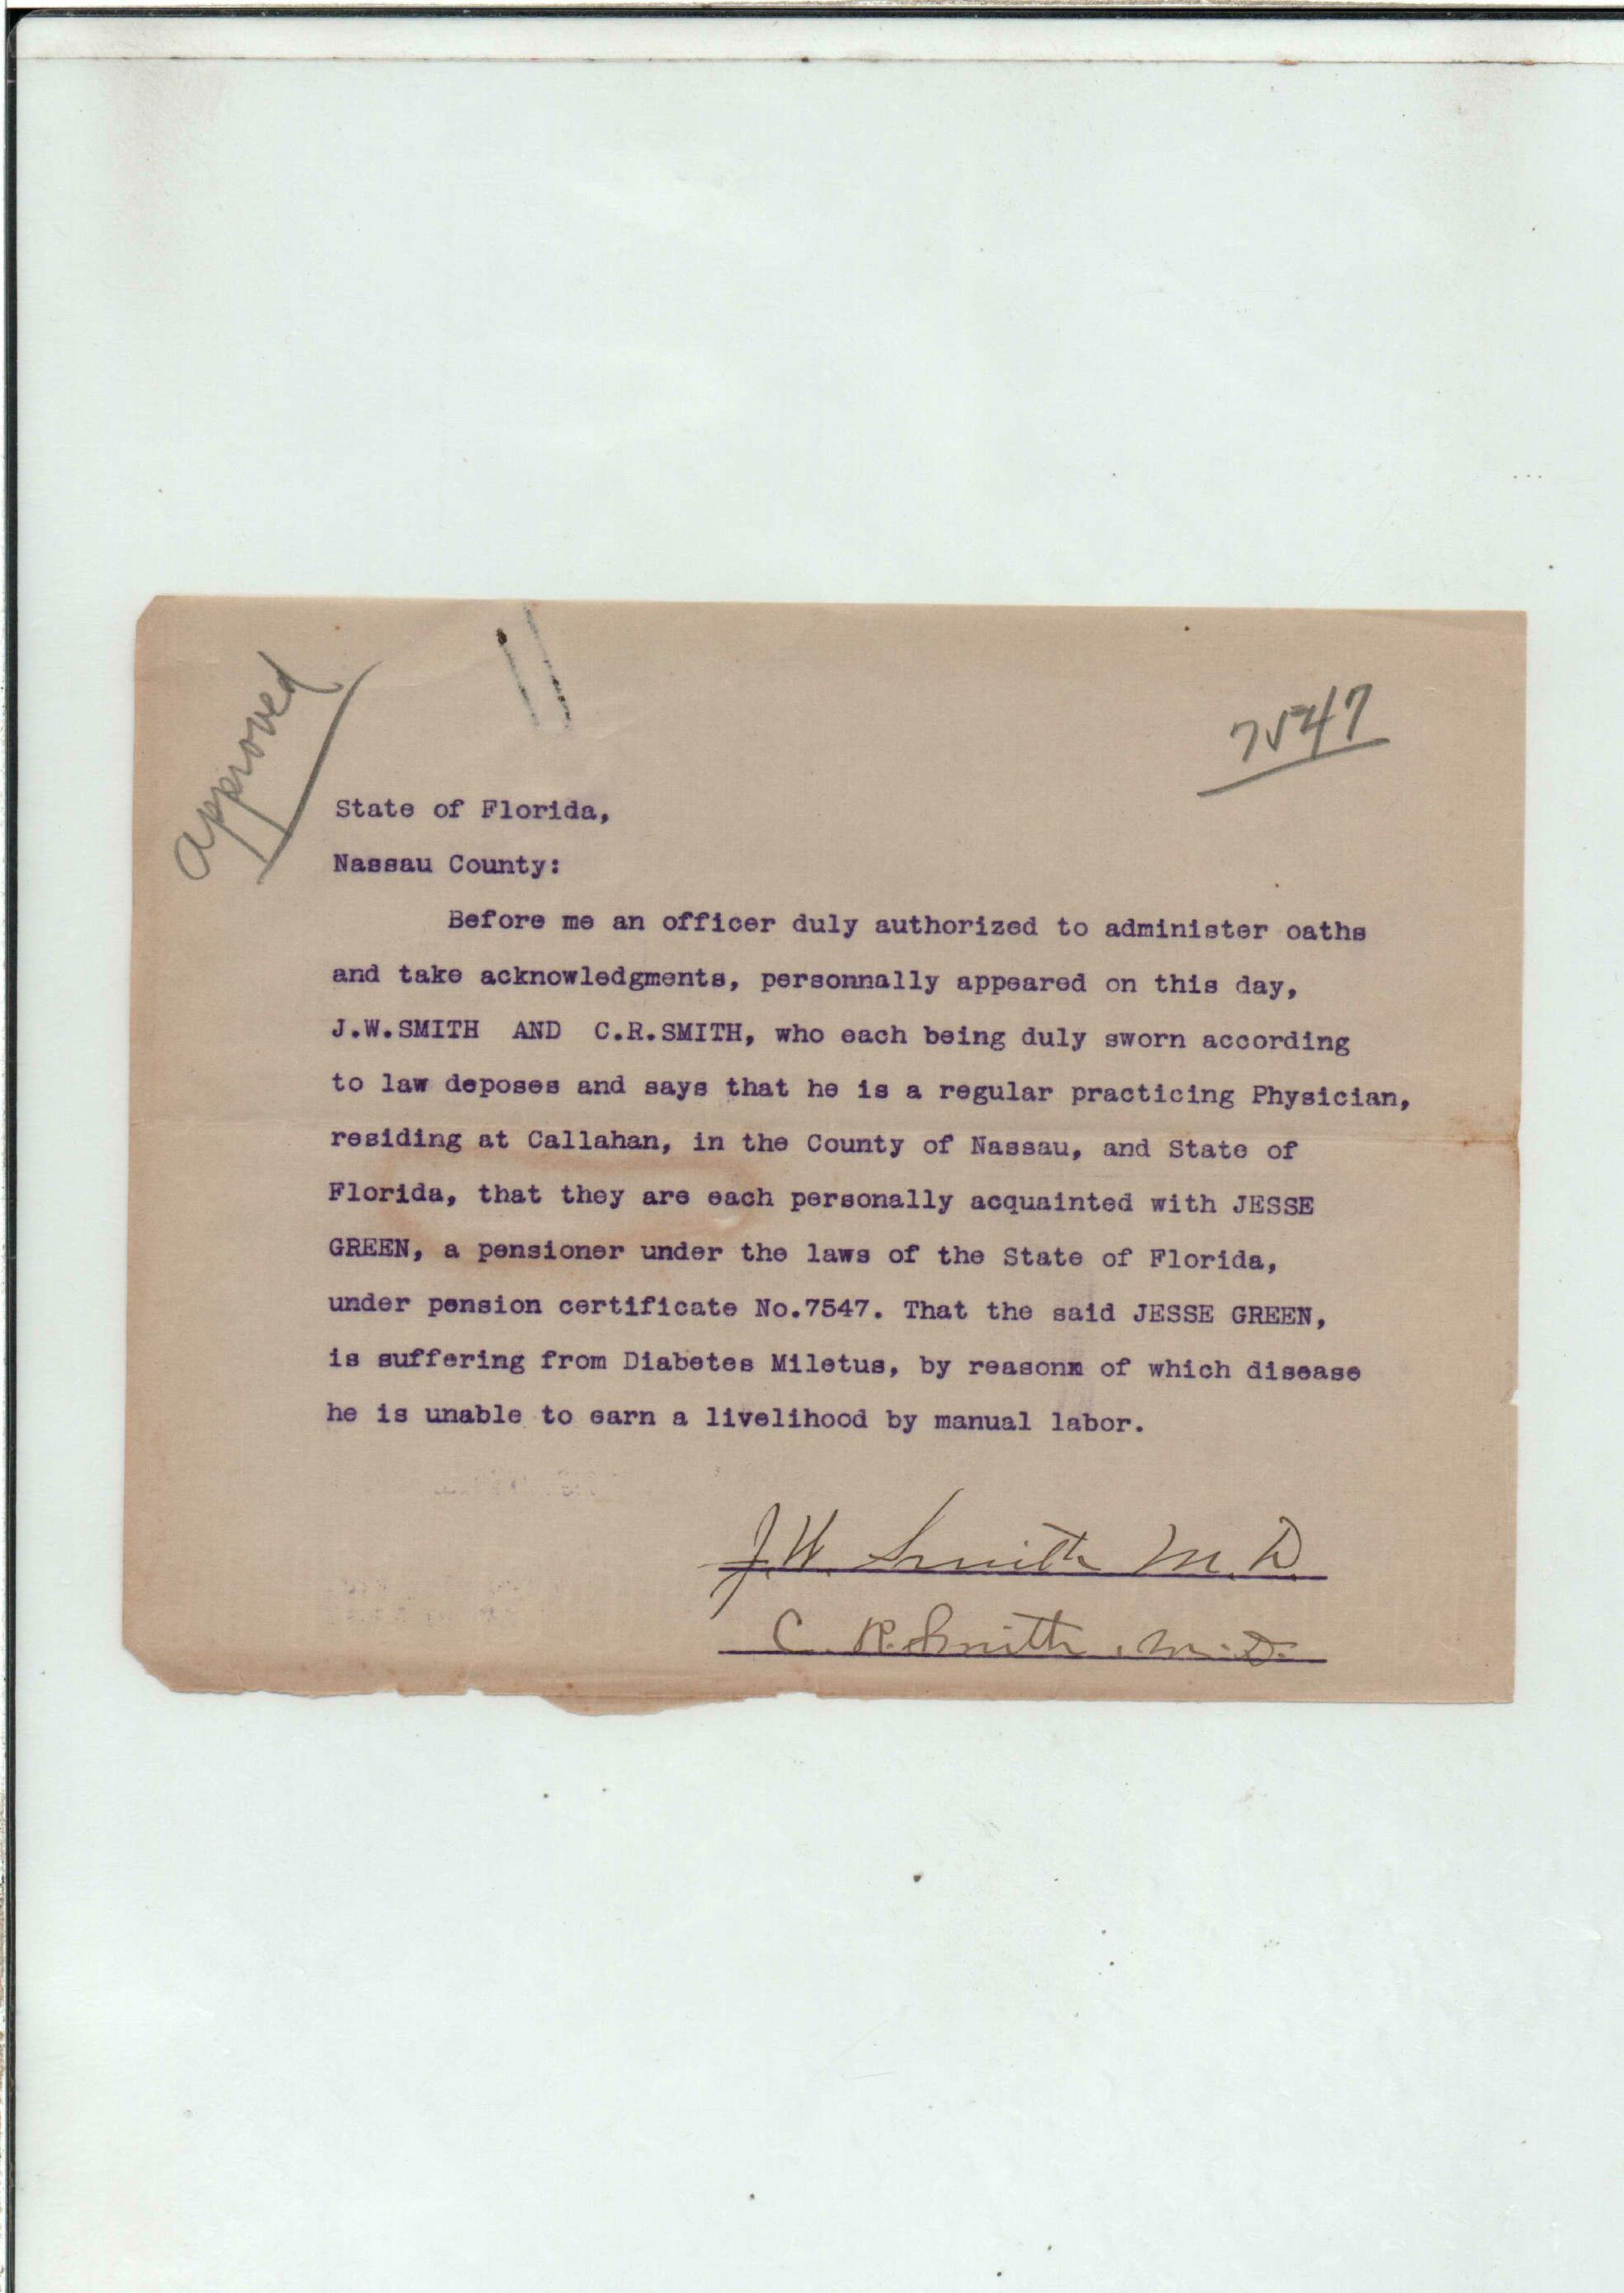 approved
7547
State of Florida,
Nassau County:
Before me an officer duly authorized to administer oaths
and take acknowledgments, personnally appeared on this day,
J.W.SMITH AND C.R.SMITH, who each being duly sworn according
to law deposes and says that he is a regular practicing Physician,
residing at Callahan, in the County of Nassau, and State of
Florida, that they are each personally acquainted with JESSE
GREEN, a pensioner under the laws of the State of Florida,
under pension certificate No.7547. That the said JESSE GREEN,
is suffering from Diabetes Miletus, by reason of which disease
he is unable to earn a livelihood by manual labor.
J.W. Smith M.D.
C. R. Smith, M.D.